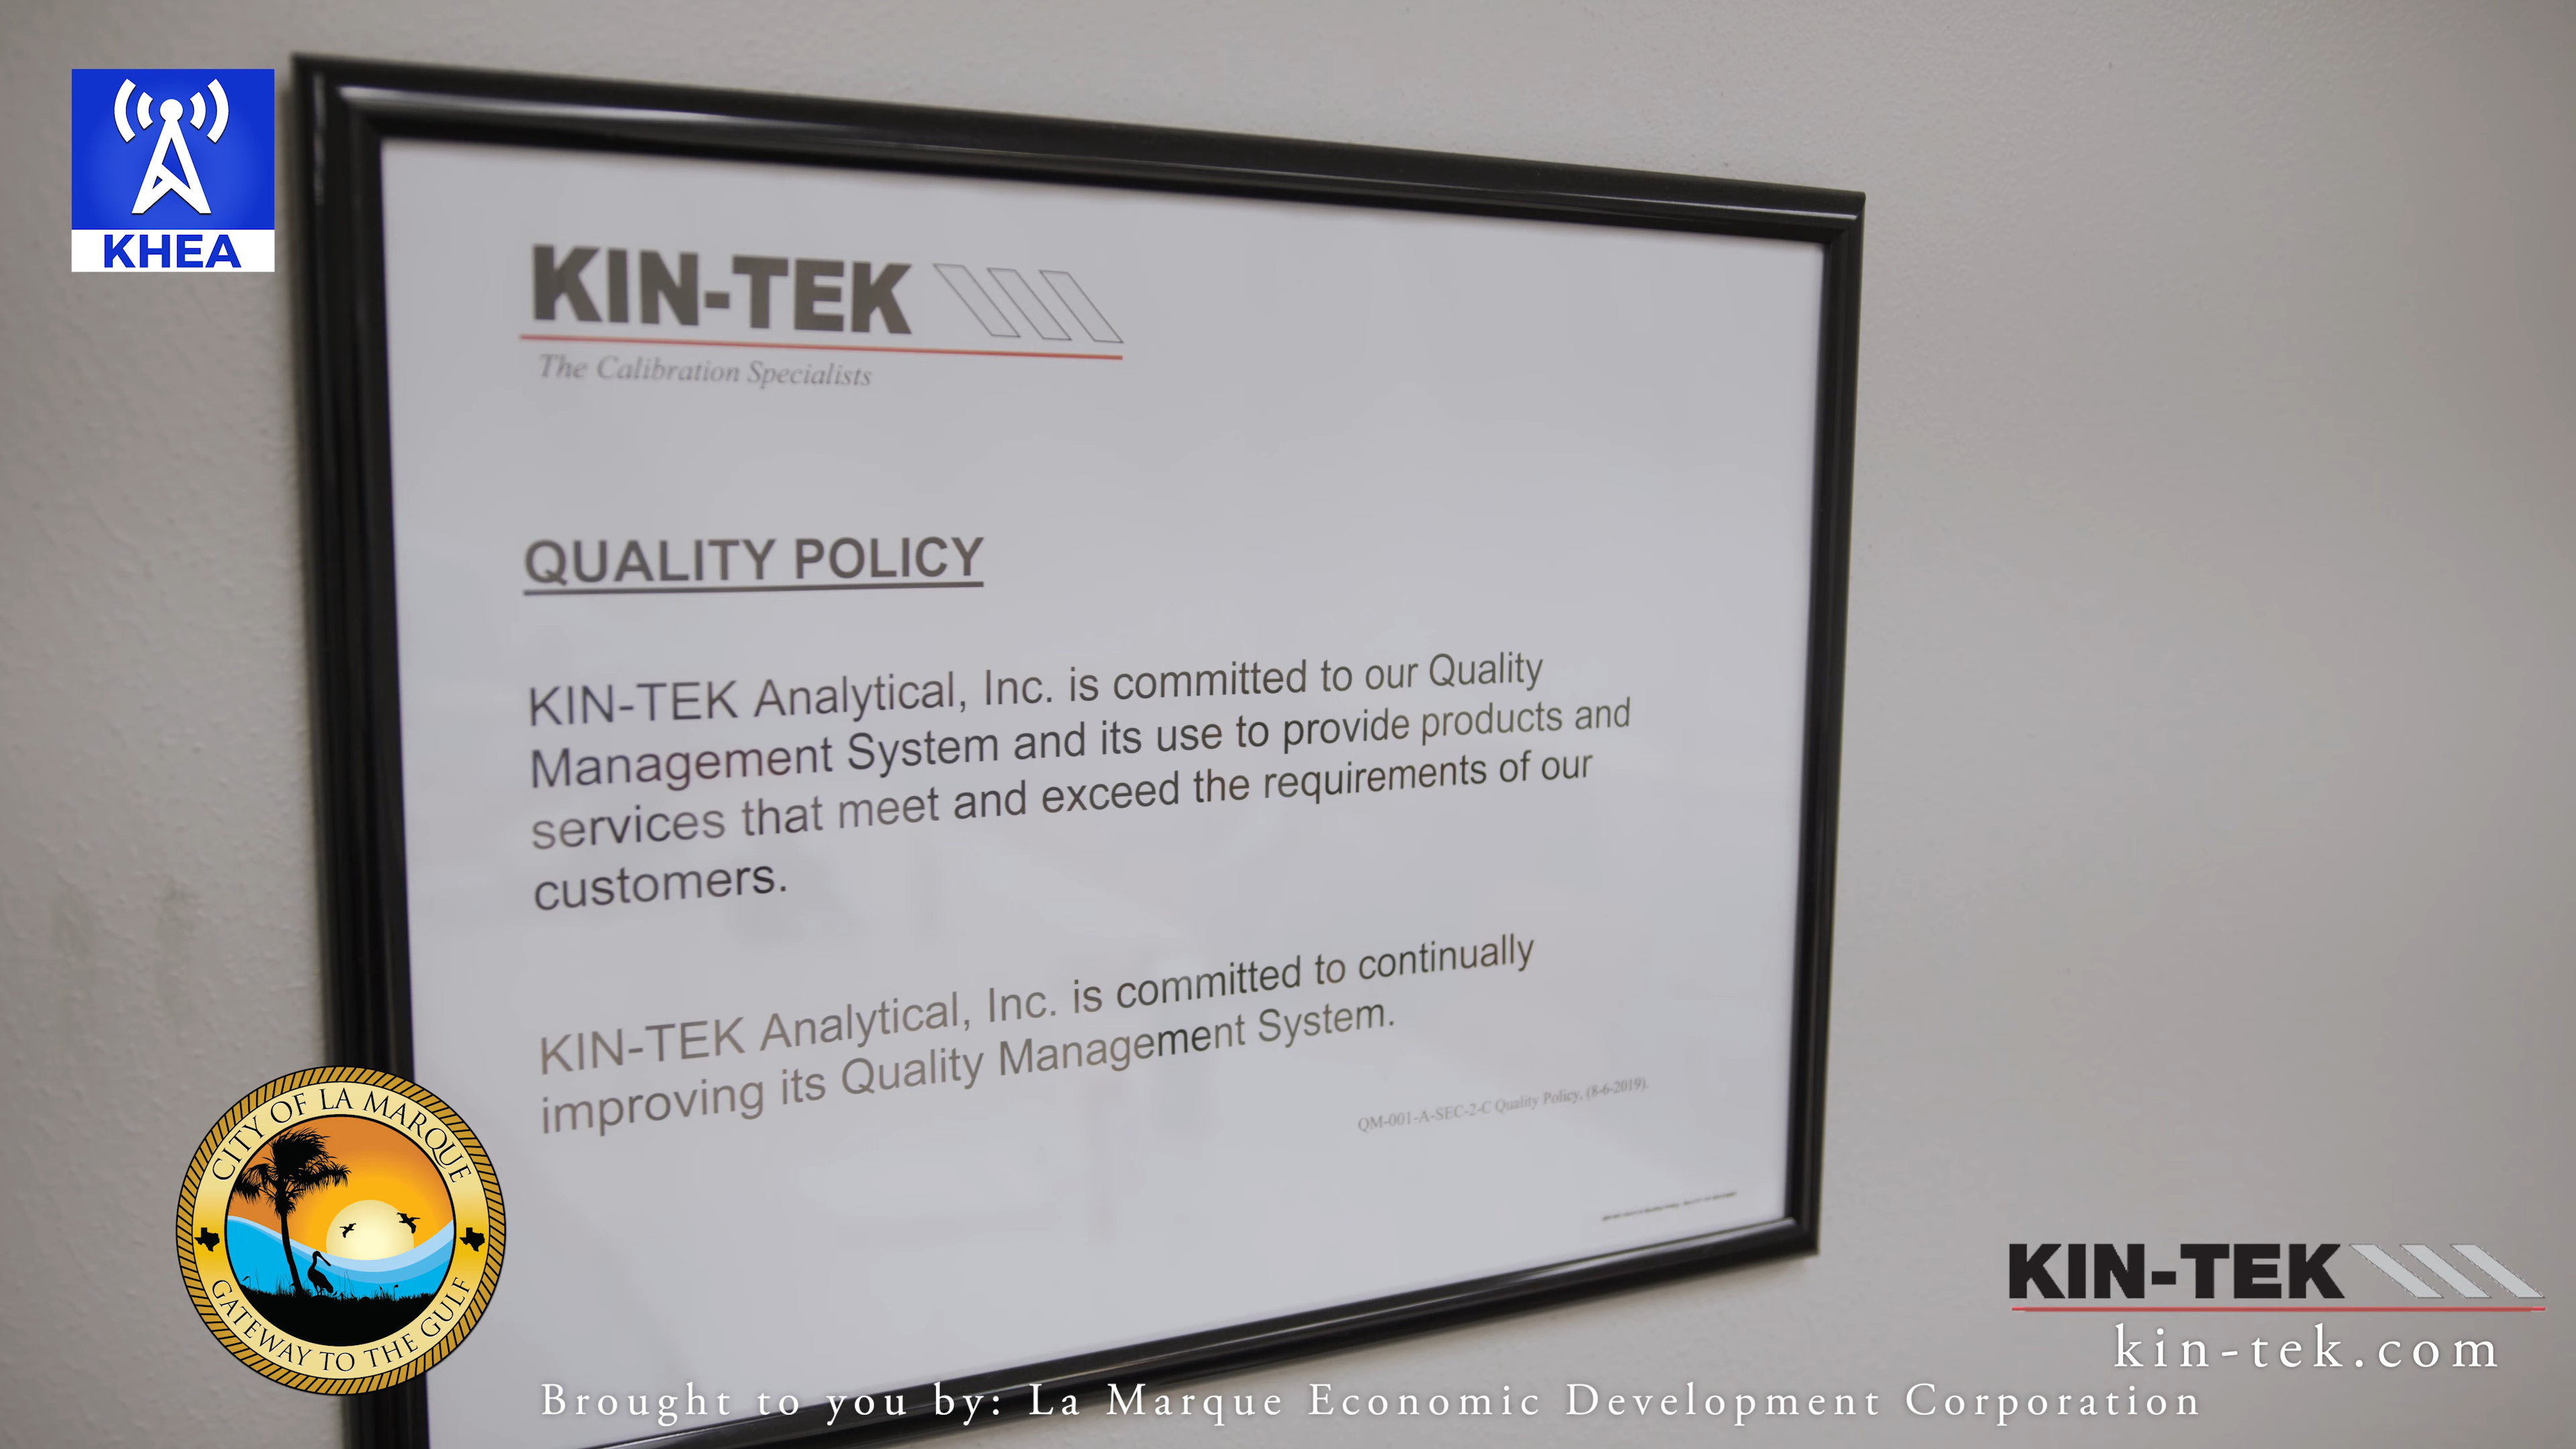 KHEA
KIN-TEK
The Calibration Specialists
QUALITY POLICY
KIN-TEK Analytical, Inc. is committed to our Quality
Management System and its use to provide products and
services that meet and exceed the requirements of our
customers.
KIN-TEK Analytical, Inc. is committed to continually
improving its Quality Management System.
QM-001-A-SEC-2-C Quality Policy, (8-6-2019).
CITY OF LA MARQUE
GATEWAY TO THE GULF
KIN-TEK
kin-tek.com
Brought to you by: La Marque Economic Development Corporation